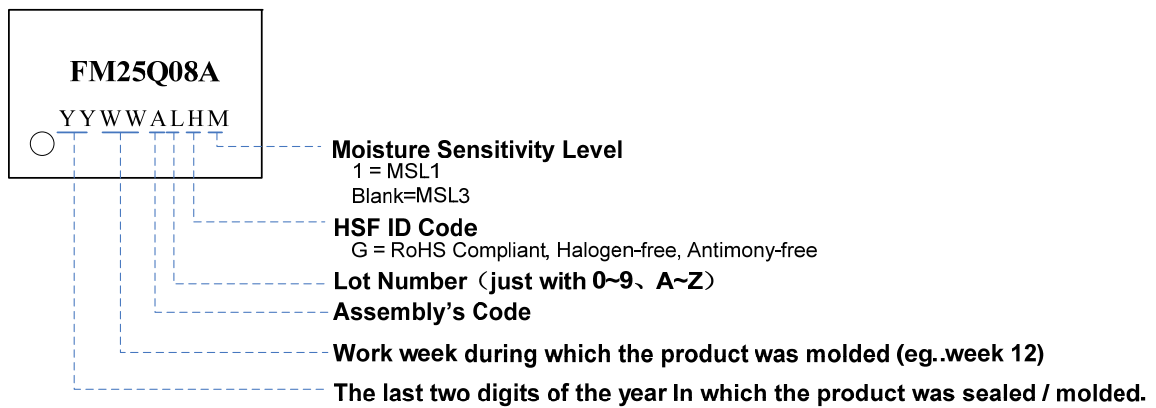 FM25Q08A
YYWWALHM
Moisture Sensitivity Level
1 = MSL1
Blank=MSL3
HSF ID Code
G = RoHS Compliant, Halogen-free, Antimony-free
Lot Number（just with 0~9、A~Z）
Assembly's Code
Work week during which the product was molded (eg..week 12)
The last two digits of the year In which the product was sealed / molded.